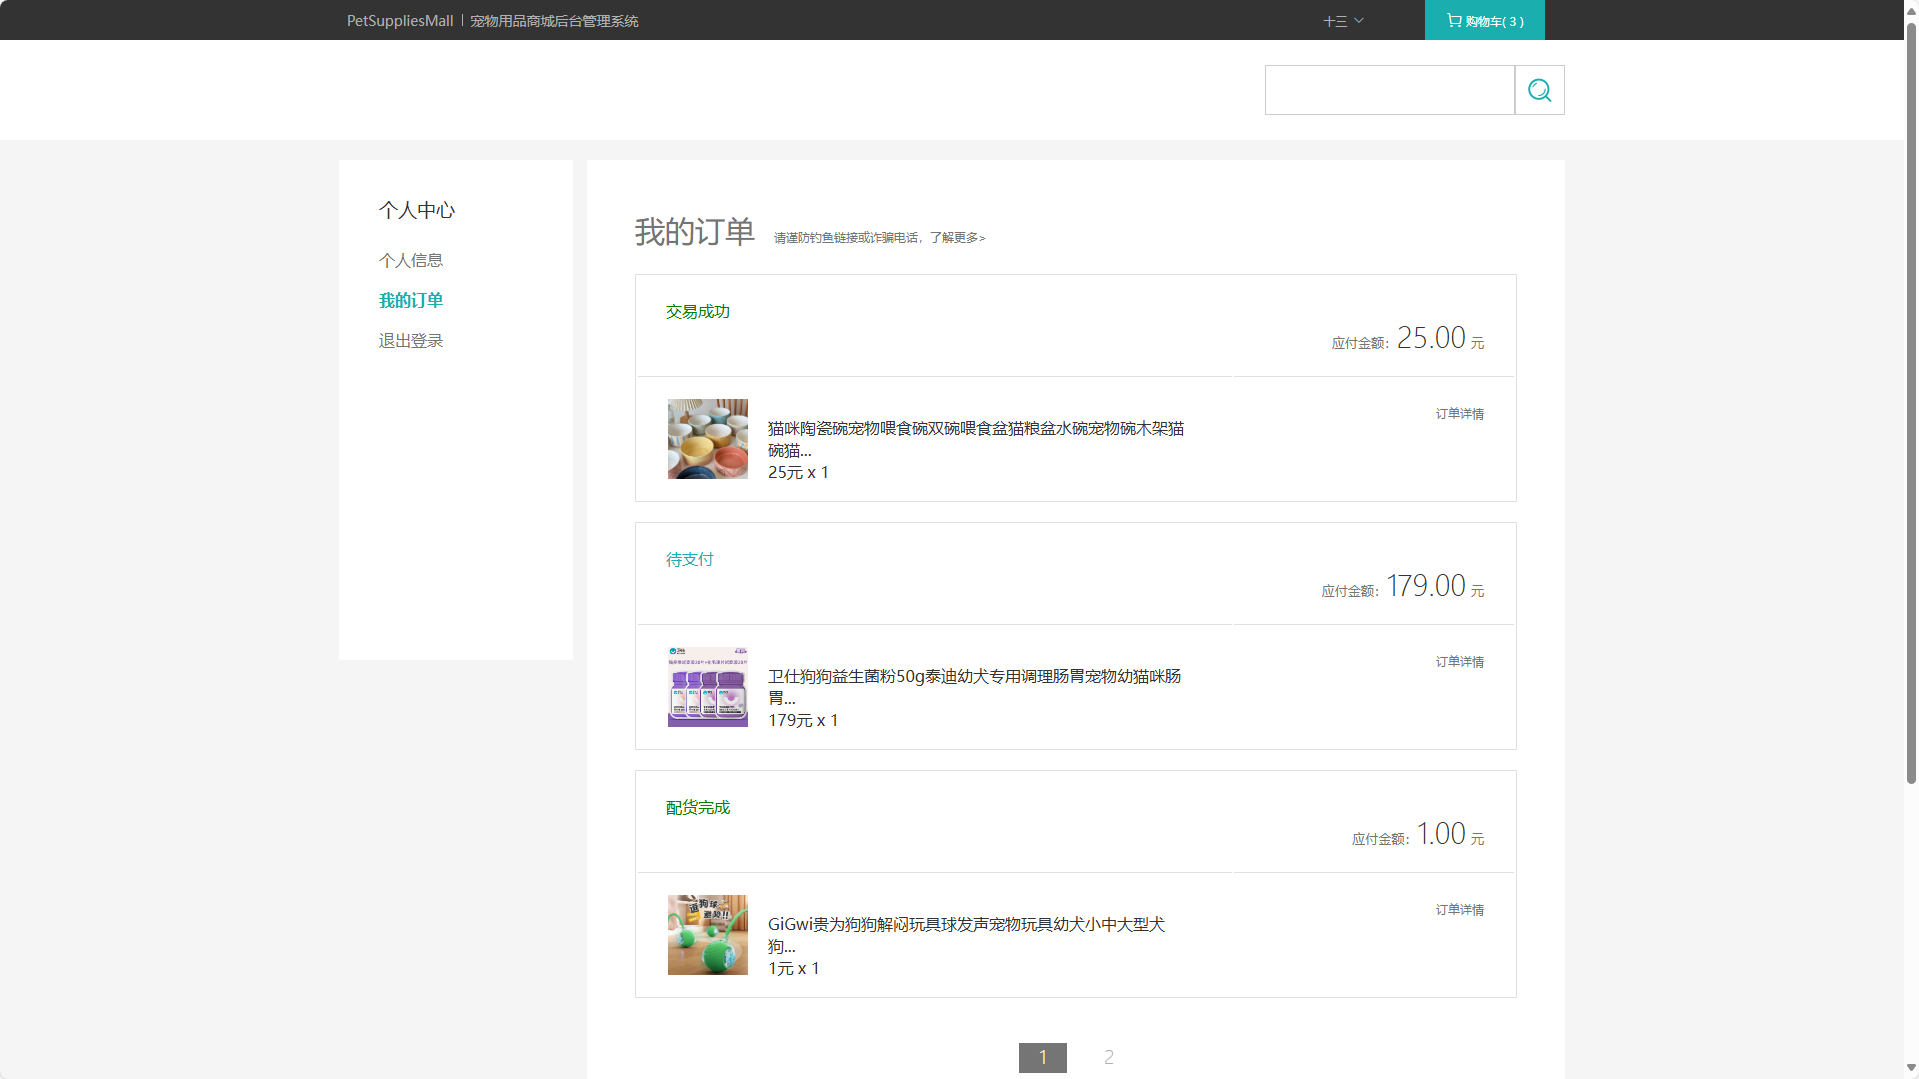 PetSuppliesMall | 宠物用品商城后台管理系统
十三
购物车( 3 )
个人中心
个人信息
我的订单
退出登录
我的订单 请谨防钓鱼链接或诈骗电话，了解更多>
交易成功
应付金额：25.00 元
猫咪陶瓷碗宠物喂食碗双碗喂食盆猫粮盆水碗宠物碗木架猫
碗猫...
25元 x 1
订单详情
待支付
应付金额：179.00 元
卫仕狗狗益生菌粉50g泰迪幼犬专用调理肠胃宠物幼猫咪肠
胃...
179元 x 1
订单详情
配货完成
应付金额：1.00 元
逗狗球
GiGwi贵为狗狗解闷玩具球发声宠物玩具幼犬小中大型犬
狗...
1元 x 1
订单详情
1 2